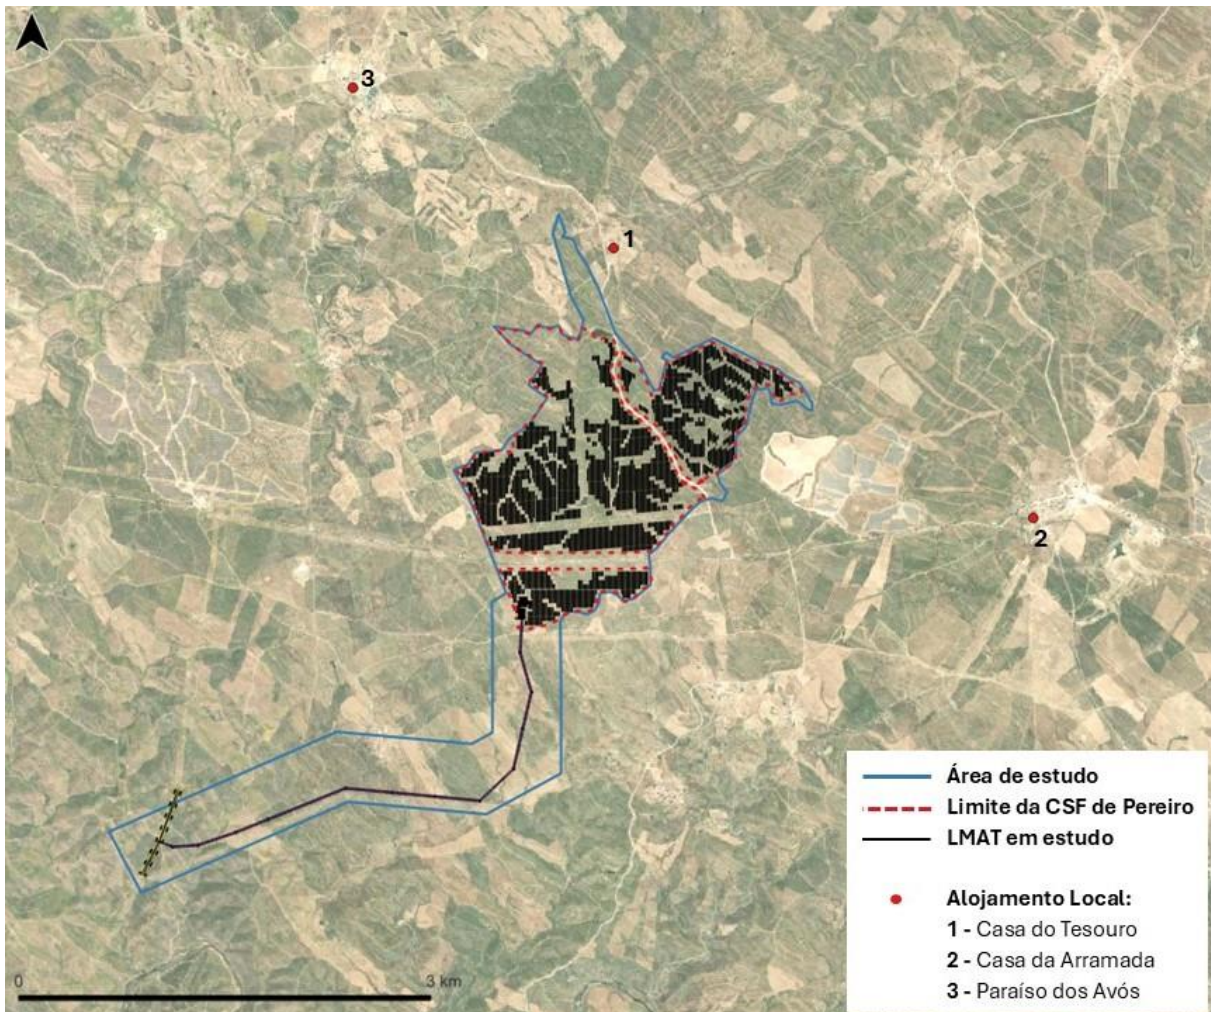 3
1
2
Área de estudo
Limite da CSF de Pereiro
LMAT em estudo
Alojamento Local:
1 - Casa do Tesouro
2 - Casa da Arramada
3 - Paraíso dos Avós
0 3 km